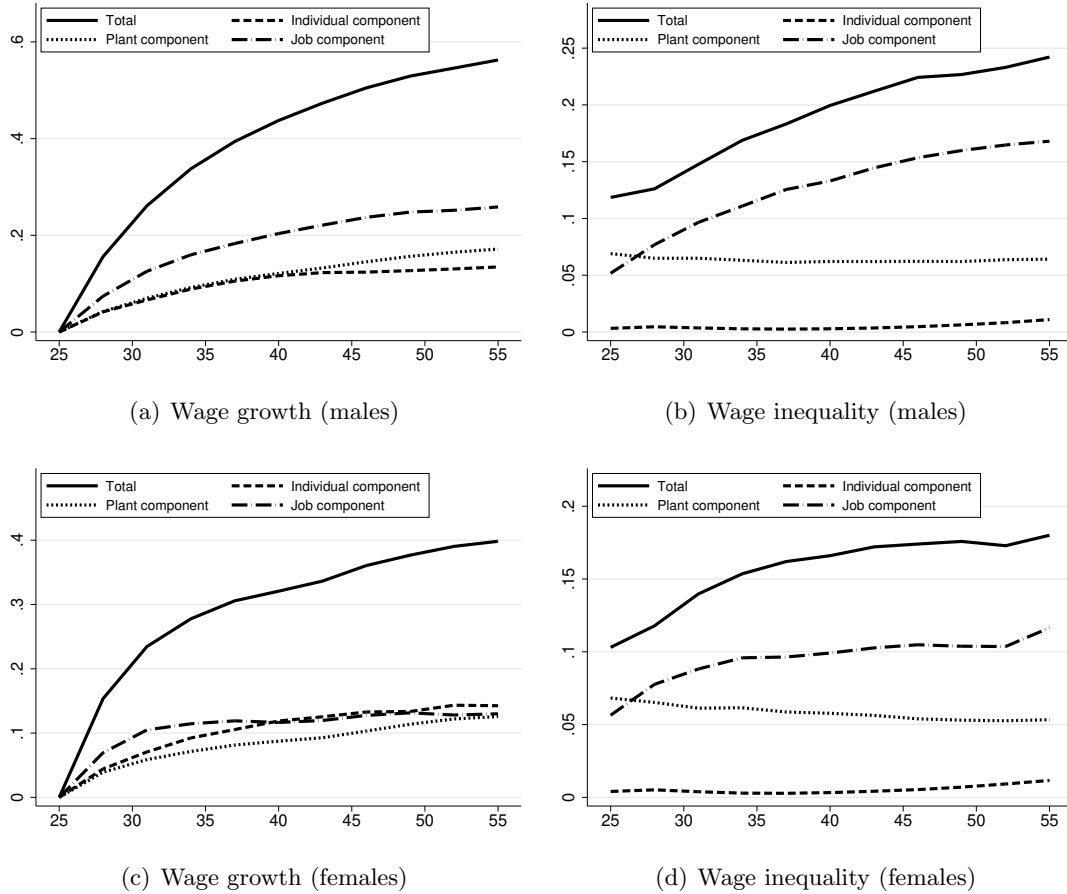 Total
Individual component
Plant component
Job component
0
.2
.4
.6
25
30
35
40
45
50
55
(a) Wage growth (males)
Total
Individual component
Plant component
Job component
0
.05
.1
.15
.2
.25
25
30
35
40
45
50
55
(b) Wage inequality (males)
Total
Individual component
Plant component
Job component
0
.1
.2
.3
.4
25
30
35
40
45
50
55
(c) Wage growth (females)
Total
Individual component
Plant component
Job component
0
.05
.1
.15
.2
25
30
35
40
45
50
55
(d) Wage inequality (females)